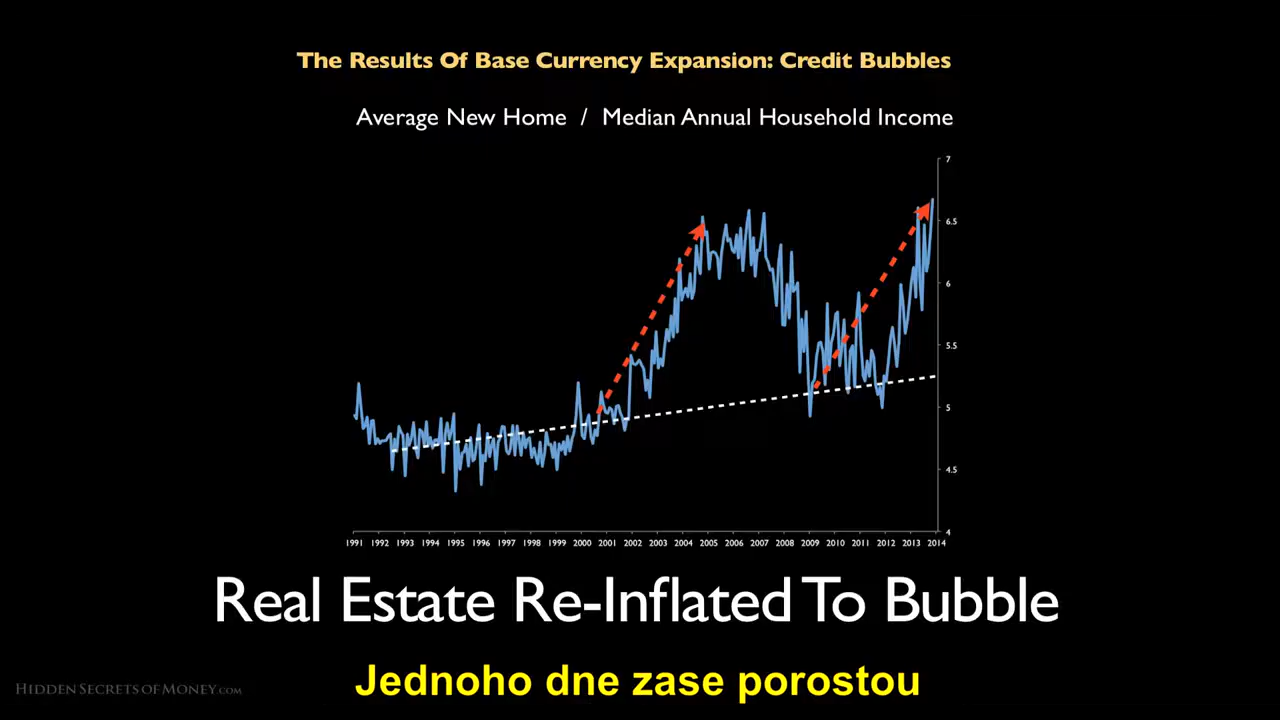 The Results Of Base Currency Expansion: Credit Bubbles
Average New Home / Median Annual Household Income
7
6.5
6
5.5
5
4.5
4
1991 1992 1993 1994 1995 1996 1997 1998 1999 2000 2001 2002 2003 2004 2005 2006 2007 2008 2009 2010 2011 2012 2013 2014
Real Estate Re-Inflated To Bubble
Jednoho dne zase porostou
HIDDEN SECRETS OF MONEY.COM